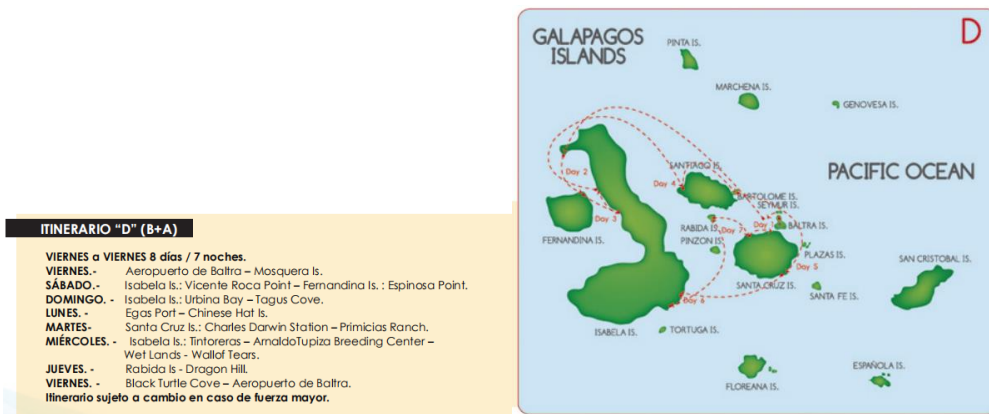 ITINERARIO “D” (B+A)
VIERNES a VIERNES 8 días / 7 noches.
VIERNES.- Aeropuerto de Baltra – Mosquera Is.
SÁBADO.- Isabela Is.: Vicente Roca Point – Fernandina Is. : Espinosa Point.
DOMINGO. - Isabela Is.: Urbina Bay – Tagus Cove.
LUNES. - Egas Port – Chinese Hat Is.
MARTES- Santa Cruz Is.: Charles Darwin Station – Primicias Ranch.
MIÉRCOLES. - Isabela Is.: Tintoreras – ArnaldoTupiza Breeding Center –
Wet Lands - Wallof Tears.
JUEVES. - Rabida Is - Dragon Hill.
VIERNES. - Black Turtle Cove – Aeropuerto de Baltra.
Itinerario sujeto a cambio en caso de fuerza mayor.
GALAPAGOS
ISLANDS
D
PINTA IS.
MARCHENA IS.
GENOVESA IS.
PACIFIC OCEAN
SANTIAGO IS.
Day 2
Day 4
BARTOLOME IS.
SEYMUR IS.
Day 3
RABIDA IS.
Day 7
Day 1
BALTRA IS.
FERNANDINA IS.
PINZON IS.
PLAZAS IS.
SAN CRISTOBAL IS.
Day 5
SANTA CRUZ IS.
SANTA FE IS.
Day 6
ISABELA IS.
TORTUGA IS.
FLOREANA IS.
ESPAÑOLA IS.